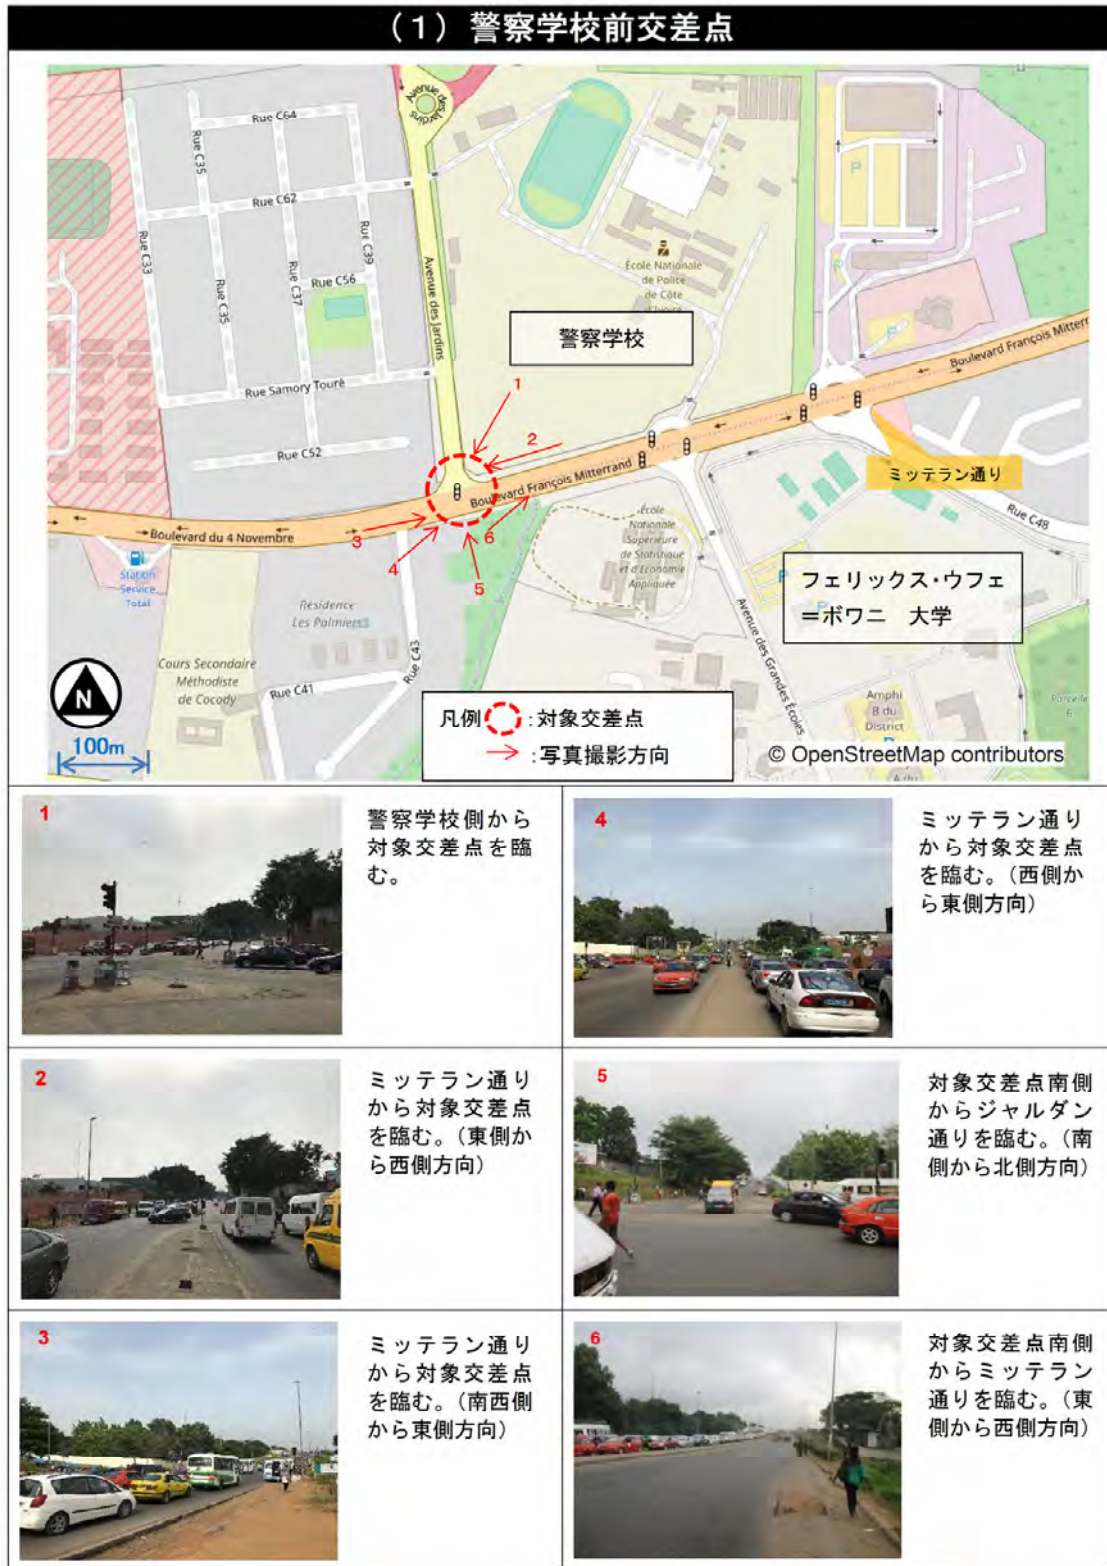 (1) 警察学校前交差点
Avenue des Jardins
Rue C64
Rue C35
Rue C62
Rue C33
Rue C39
Rue C56
Rue C37
Rue C35
Avenue des Jardins
École Nationale
de Police
de Côte
d'Ivoire
警察学校
Boulevard François Mitterrand
P
P
P
Rue Samory Touré
1
2
Rue C52
Boulevard François Mitterrand
ミッテラン通り
Rue C48
3
Boulevard du 4 Novembre
4
5
6
École
Nationale
Supérieure
de Statistique
et d'Economie
Appliquée
Station
Service
Total
Résidence
Les Palmiers
フェリックス・ウフェ
=ボワニ 大学
P
P
Cours Secondaire
Méthodiste
de Cocody
Rue C43
Rue C41
Avenue des Grandes Écoles
Amphi
B du
District
Parcelle
P
A du
N
100m
凡例 :対象交差点
:写真撮影方向
© OpenStreetMap contributors
1
警察学校側から
対象交差点を臨
む。
4
ミッテラン通り
から対象交差点
を臨む。(西側か
ら東側方向)
2
ミッテラン通り
から対象交差点
を臨む。(東側か
ら西側方向)
5
対象交差点南側
からジャルダン
通りを臨む。(南
側から北側方向)
3
ミッテラン通り
から対象交差点
を臨む。(南西側
から東側方向)
6
対象交差点南側
からミッテラン
通りを臨む。(東
側から西側方向)